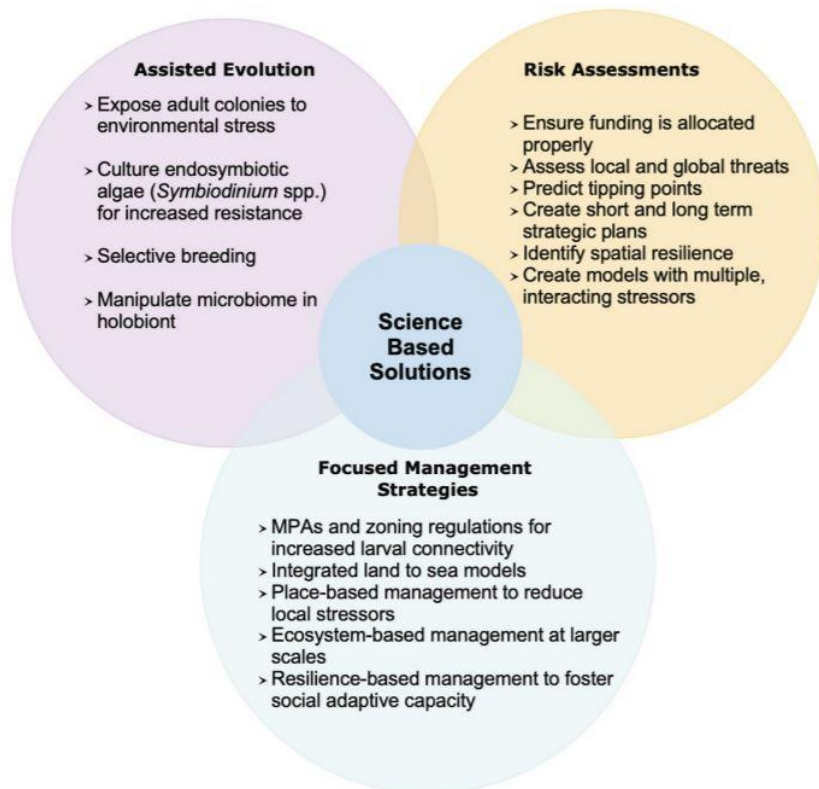 Assisted Evolution
➢ Expose adult colonies to
environmental stress
➢ Culture endosymbiotic
algae (Symbiodinium spp.)
for increased resistance
➢ Selective breeding
➢ Manipulate microbiome in
holobiont
Risk Assessments
➢ Ensure funding is allocated
properly
➢ Assess local and global threats
➢ Predict tipping points
➢ Create short and long term
strategic plans
➢ Identify spatial resilience
➢ Create models with multiple,
interacting stressors
Science
Based
Solutions
Focused Management
Strategies
➢ MPAs and zoning regulations for
increased larval connectivity
➢ Integrated land to sea models
➢ Place-based management to reduce
local stressors
➢ Ecosystem-based management at larger
scales
➢ Resilience-based management to foster
social adaptive capacity